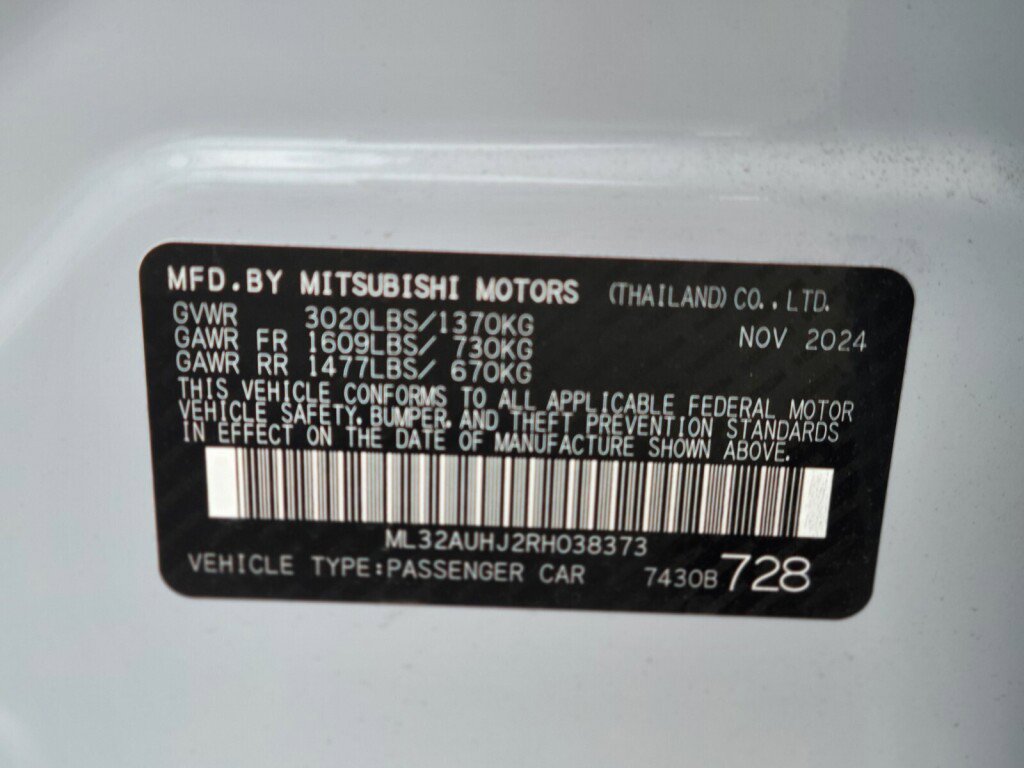 MFD.BY MITSUBISHI MOTORS (THAILAND) CO.,LTD.
GVWR 3020LBS/1370KG NOV 2024
GAWR FR 1609LBS/ 730KG
GAWR RR 1477LBS/ 670KG
THIS VEHICLE CONFORMS TO ALL APPLICABLE FEDERAL MOTOR
VEHICLE SAFETY, BUMPER, AND THEFT PREVENTION STANDARDS
IN EFFECT ON THE DATE OF MANUFACTURE SHOWN ABOVE.
ML32AUHJ2RH038373
VEHICLE TYPE:PASSENGER CAR 7430B 728